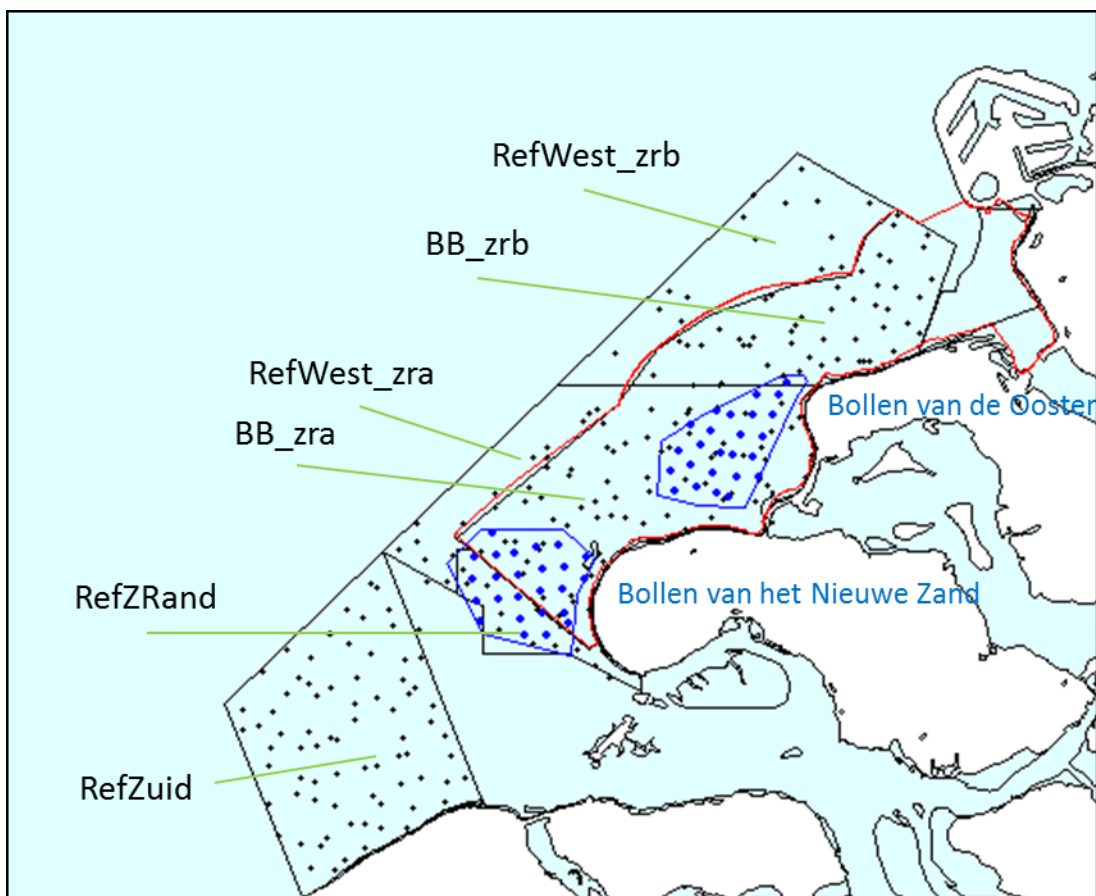 RefWest_zrb
BB_zrb
RefWest_zra
Bollen van de Ooster
BB_zra
Bollen van het Nieuwe Zand
RefZRand
RefZuid